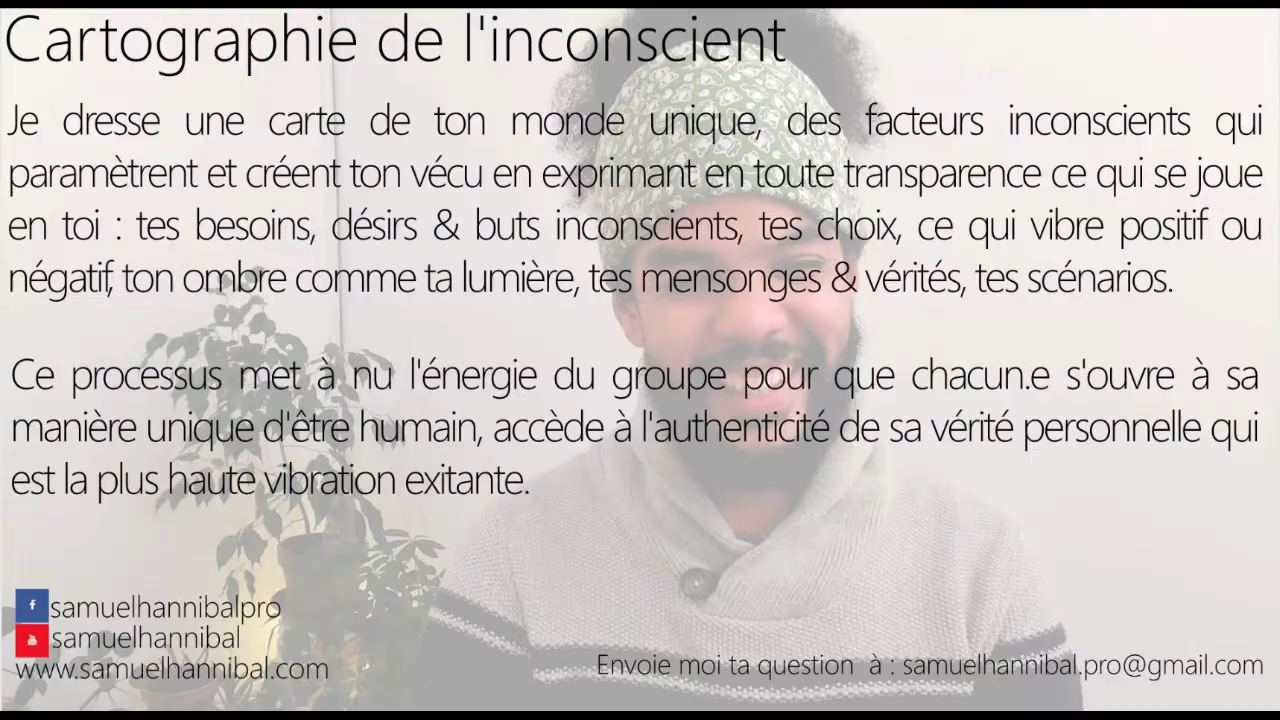 Cartographie de l'inconscient
Je dresse une carte de ton monde unique, des facteurs inconscients qui
paramètrent et créent ton vécu en exprimant en toute transparence ce qui se joue
en toi : tes besoins, désirs & buts inconscients, tes choix, ce qui vibre positif ou
négatif, ton ombre comme ta lumière, tes mensonges & vérités, tes scénarios.
Ce processus met à nu l'énergie du groupe pour que chacun.e s'ouvre à sa
manière unique d'être humain, accède à l'authenticité de sa vérité personnelle qui
est la plus haute vibration exitante.
f samuelhannibalpro
samuelhannibal
www.samuelhannibal.com
Envoie moi ta question à : samuelhannibal.pro@gmail.com